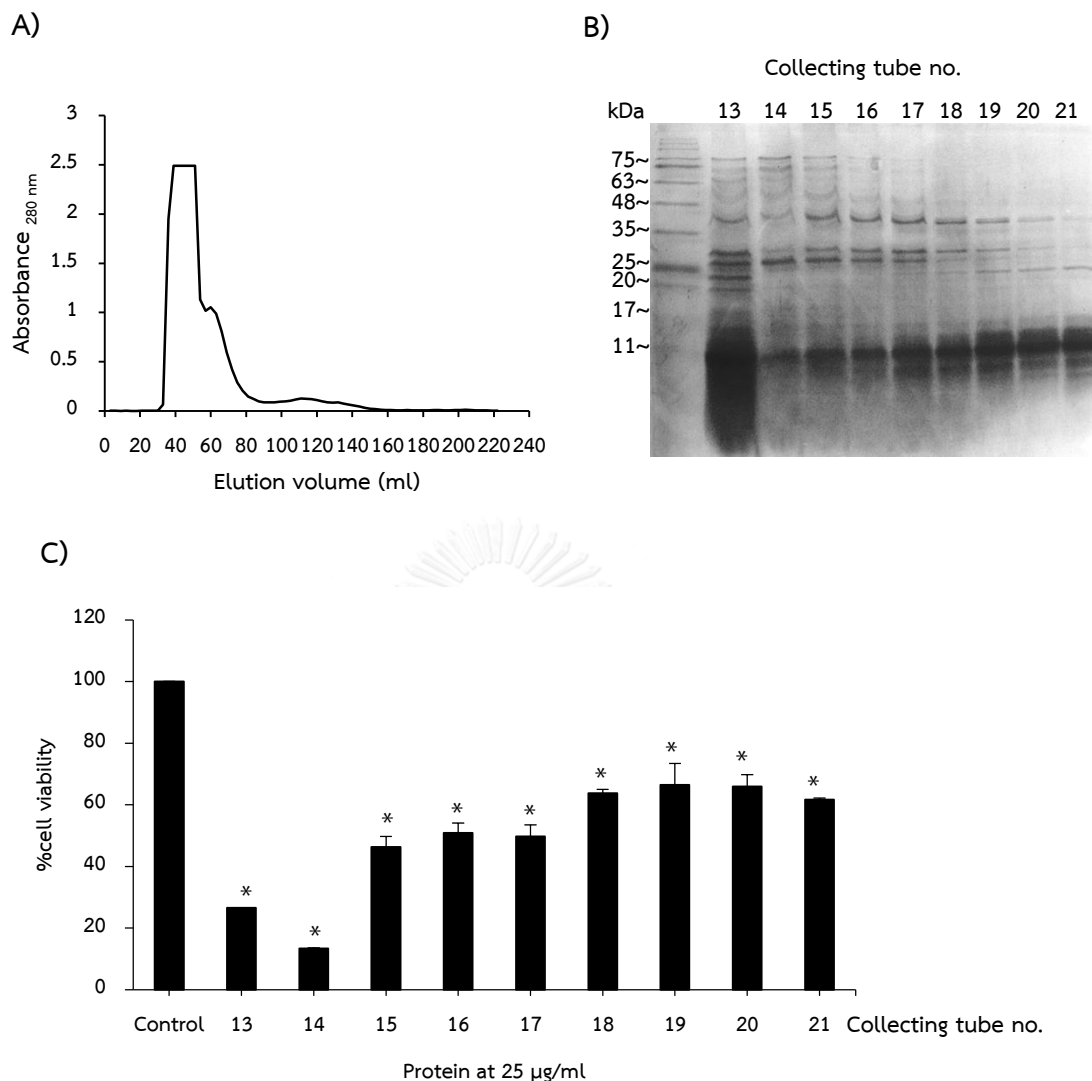 A)
Absorbance 280 nm
3
2.5
2
1.5
1
0.5
0
0 20 40 60 80 100 120 140 160 180 200 220 240
Elution volume (ml)
B)
Collecting tube no.
kDa 13 14 15 16 17 18 19 20 21
75~
63~
48~
35~
25~
20~
17~
11~
C)
%cell viability
120
100
80
60
40
20
0
* * * * * * * * *
Control 13 14 15 16 17 18 19 20 21 Collecting tube no.
Protein at 25 µg/ml